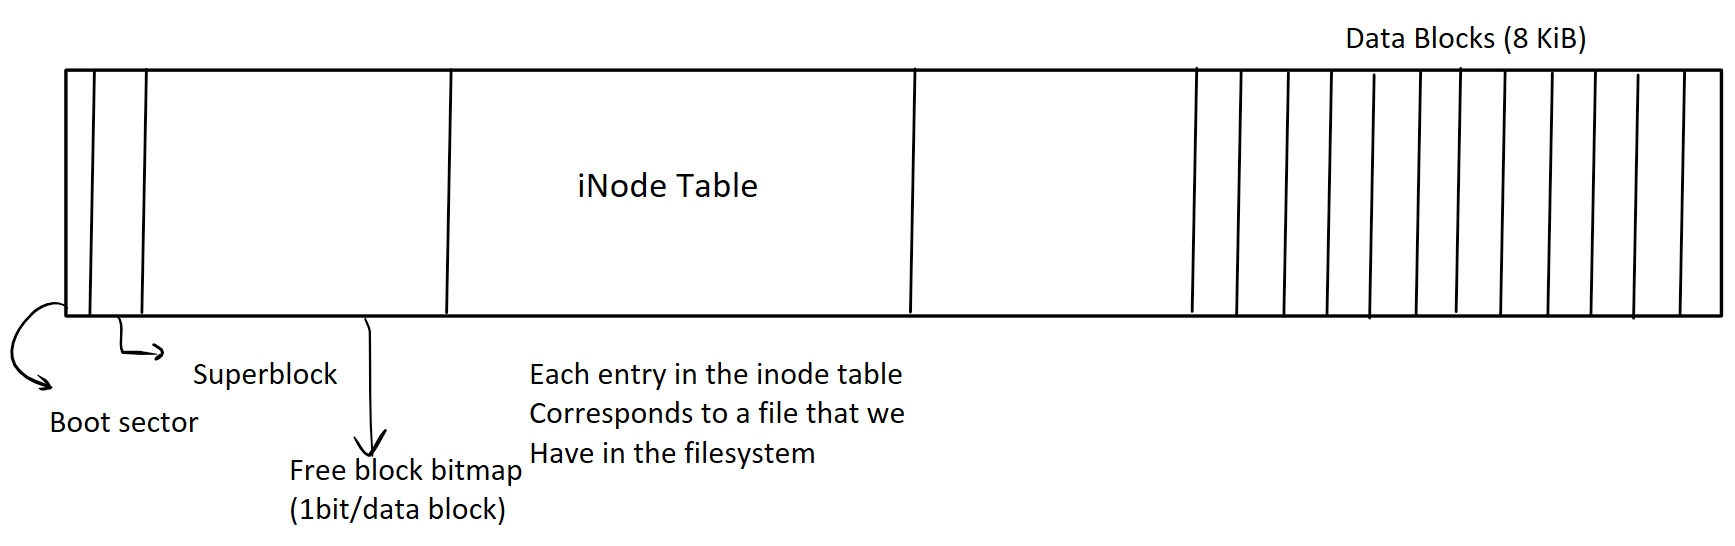 Data Blocks (8 KiB)
iNode Table
Superblock
Boot sector
Free block bitmap
(1bit/data block)
Each entry in the inode table
Corresponds to a file that we
Have in the filesystem